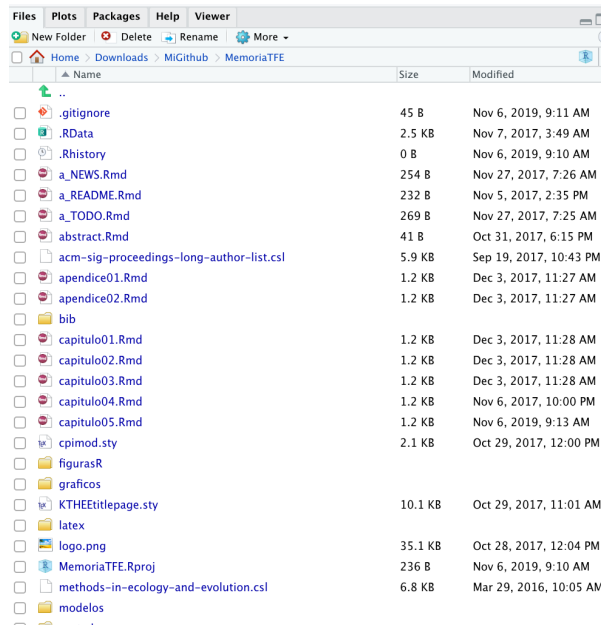 Files Plots Packages Help Viewer
New Folder Delete Rename More
Home Downloads MiGithub MemoriaTFE
Name Size Modified
..
.gitignore 45 B Nov 6, 2019, 9:11 AM
.RData 2.5 KB Nov 7, 2017, 3:49 AM
.Rhistory 0 B Nov 6, 2019, 9:10 AM
a_NEWS.Rmd 254 B Nov 27, 2017, 7:26 AM
a_README.Rmd 232 B Nov 5, 2017, 2:35 PM
a_TODO.Rmd 269 B Nov 27, 2017, 7:25 AM
abstract.Rmd 41 B Oct 31, 2017, 6:15 PM
acm-sig-proceedings-long-author-list.csl 5.9 KB Sep 19, 2017, 10:43 PM
apendice01.Rmd 1.2 KB Dec 3, 2017, 11:27 AM
apendice02.Rmd 1.2 KB Dec 3, 2017, 11:27 AM
bib
capitulo01.Rmd 1.2 KB Dec 3, 2017, 11:28 AM
capitulo02.Rmd 1.2 KB Dec 3, 2017, 11:28 AM
capitulo03.Rmd 1.2 KB Dec 3, 2017, 11:28 AM
capitulo04.Rmd 1.2 KB Nov 6, 2017, 10:00 PM
capitulo05.Rmd 1.2 KB Nov 6, 2019, 9:13 AM
cpimod.sty 2.1 KB Oct 29, 2017, 12:00 PM
figurasR
graficos
KTHEEtitlepage.sty 10.1 KB Oct 29, 2017, 11:01 AM
latex
logo.png 35.1 KB Oct 28, 2017, 12:04 PM
MemoriaTFE.Rproj 236 B Nov 6, 2019, 9:10 AM
methods-in-ecology-and-evolution.csl 6.8 KB Mar 29, 2016, 10:05 AM
modelos